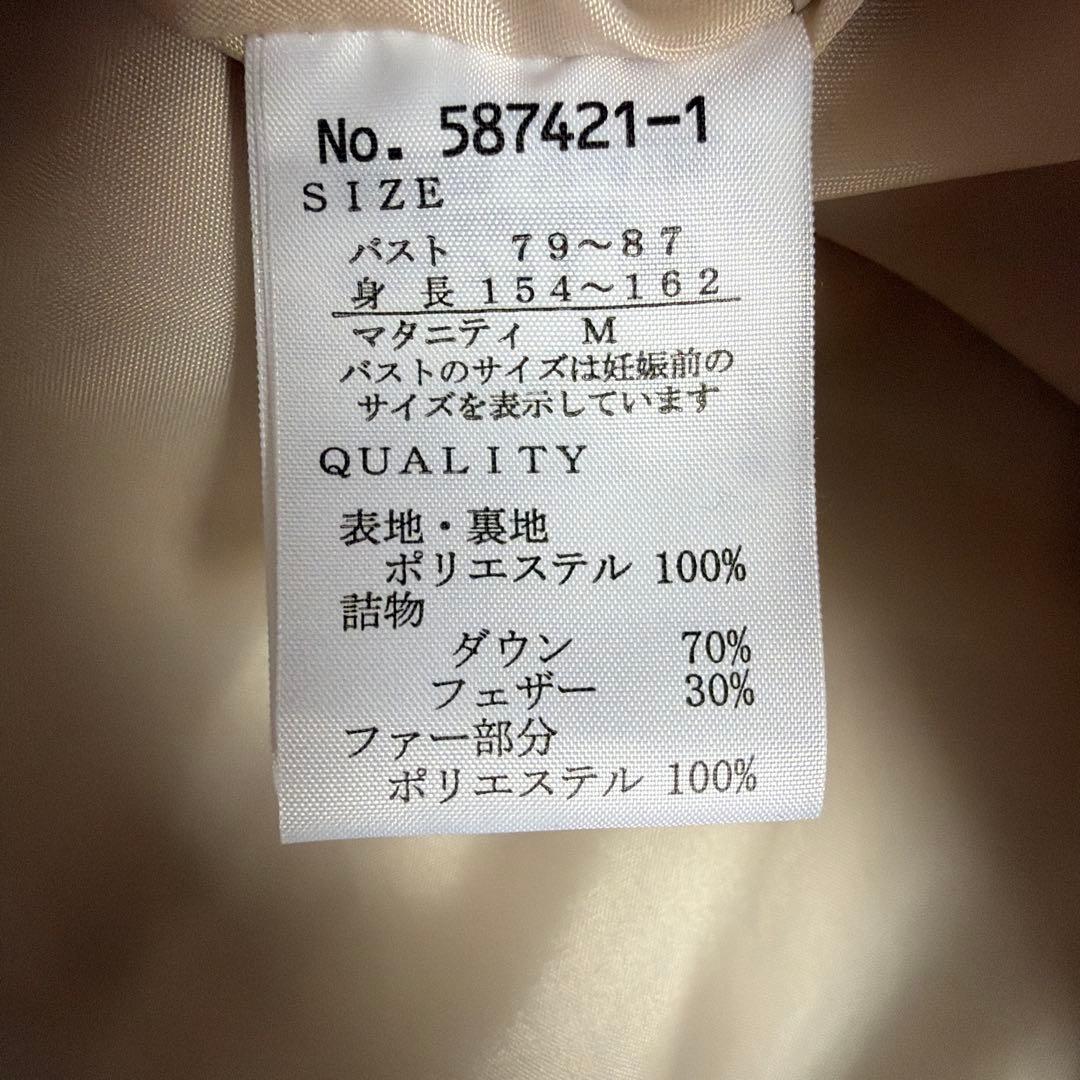 No. 587421-1
SIZE
バスト 79～87
身 長 154～162
マタニティ M
バストのサイズは妊娠前の
サイズを表示しています
QUALITY
表地・裏地
ポリエステル 100%
詰物
ダウン 70%
フェザー 30%
ファー部分
ポリエステル 100%